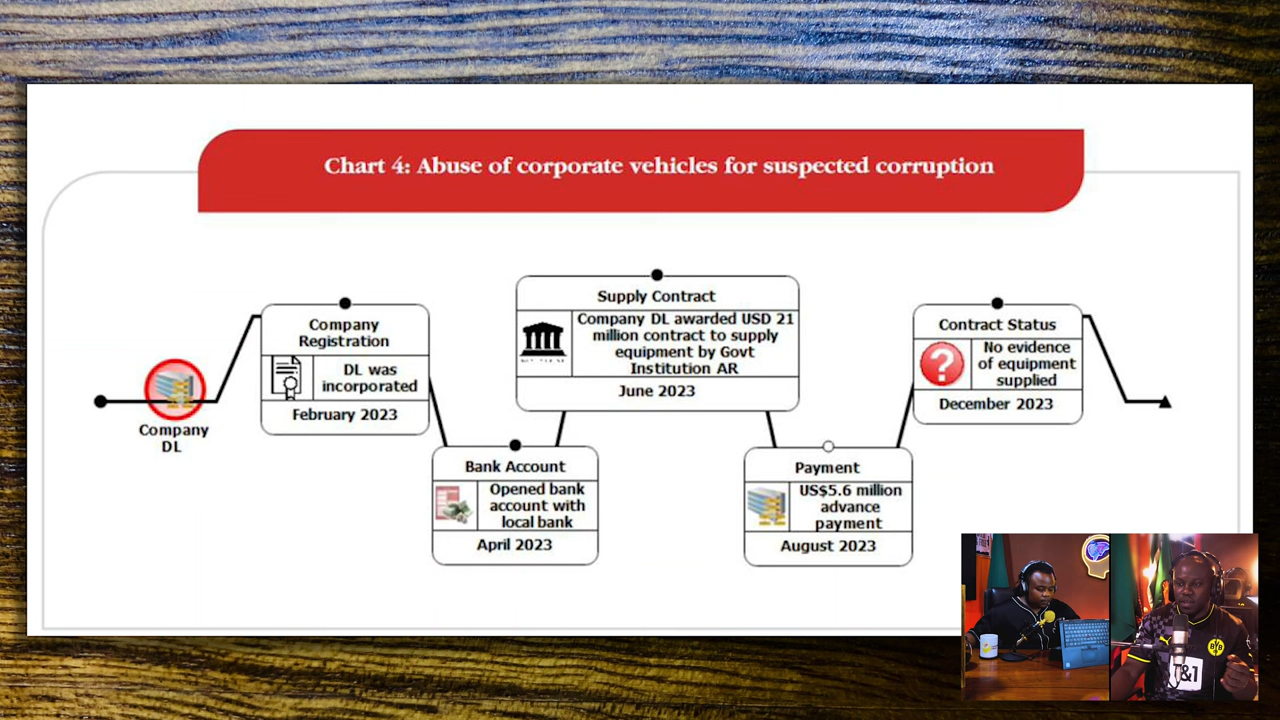 Chart 4: Abuse of corporate vehicles for suspected corruption
Company
DL
Company
Registration
DL was
incorporated
February 2023
Bank Account
Opened bank
account with
local bank
April 2023
Supply Contract
Company DL awarded USD 21
million contract to supply
equipment by Govt
Institution AR
June 2023
Payment
US$5.6 million
advance
payment
August 2023
Contract Status
No evidence
of equipment
supplied
December 2023
&1
BVB